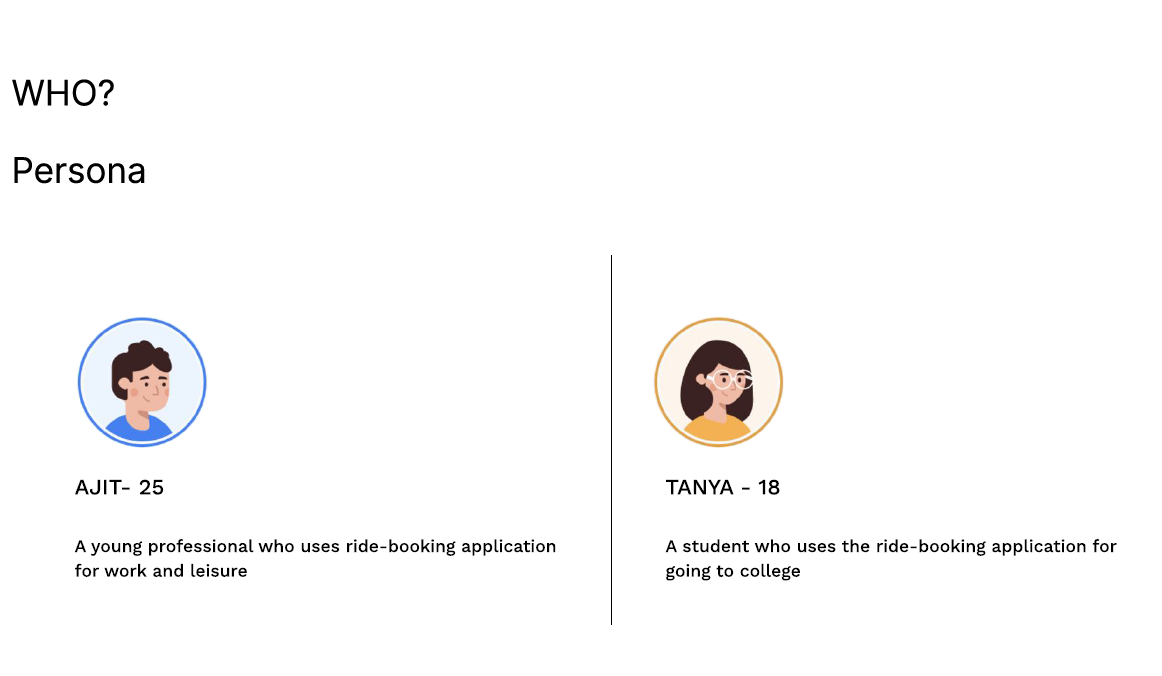 WHO?
Persona
AJIT- 25
A young professional who uses ride-booking application
for work and leisure
TANYA - 18
A student who uses the ride-booking application for
going to college